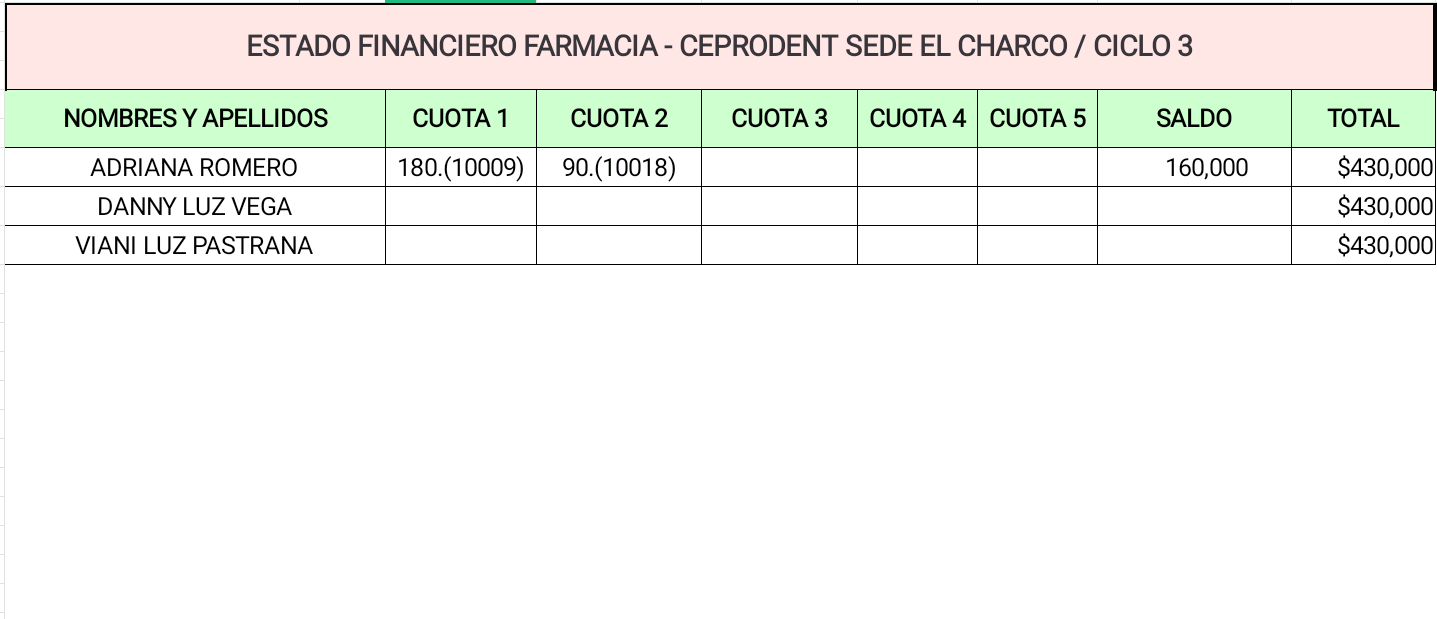 ESTADO FINANCIERO FARMACIA - CEPRODENT SEDE EL CHARCO / CICLO 3
NOMBRES Y APELLIDOS CUOTA 1 CUOTA 2 CUOTA 3 CUOTA 4 CUOTA 5 SALDO TOTAL
ADRIANA ROMERO 180.(10009) 90.(10018) 160,000 $430,000
DANNY LUZ VEGA $430,000
VIANI LUZ PASTRANA $430,000